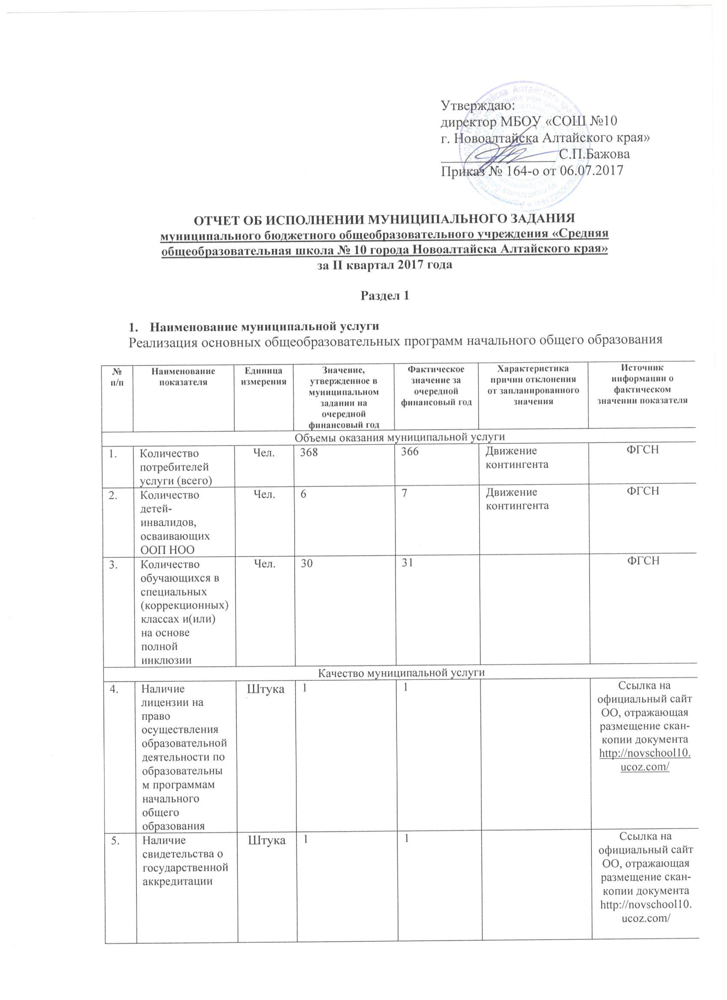 Утверждаю:
директор МБОУ «СОШ №10
г. Новоалтайска Алтайского края»
С.П.Бажова
Приказ № 164-о от 06.07.2017
ОТЧЕТ ОБ ИСПОЛНЕНИИ МУНИЦИПАЛЬНОГО ЗАДАНИЯ
муниципального бюджетного общеобразовательного учреждения «Средняя
общеобразовательная школа № 10 города Новоалтайска Алтайского края»
за II квартал 2017 года
Раздел 1
1. Наименование муниципальной услуги
Реализация основных общеобразовательных программ начального общего образования
№
п/п
Наименование
показателя
Единица
измерения
Значение,
утвержденное в
муниципальном
задании на
очередной
финансовый год
Фактическое
значение за
очередной
финансовый год
Характеристика
причин отклонения
от запланированного
значения
Источник
информации о
фактическом
значении показателя
Объемы оказания муниципальной услуги
1.
Количество
потребителей
услуги (всего)
Чел.
368
366
Движение
контингента
ФГСН
2.
Количество
детей-
инвалидов,
осваивающих
ООП НОО
Чел.
6
7
Движение
контингента
ФГСН
3.
Количество
обучающихся в
специальных
(коррекционных)
классах и(или)
на основе
полной
инклюзии
Чел.
30
31
ФГСН
Качество муниципальной услуги
4.
Наличие
лицензии на
право
осуществления
образовательной
деятельности по
образовательны
м программам
начального
общего
образования
Штука
1
1
Ссылка на
официальный сайт
ОО, отражающая
размещение скан-
копии документа
http://novschool10.
ucoz.com/
5.
Наличие
свидетельства о
государственной
аккредитации
Штука
1
1
Ссылка на
официальный сайт
ОО, отражающая
размещение скан-
копии документа
http://novschool10.
ucoz.com/